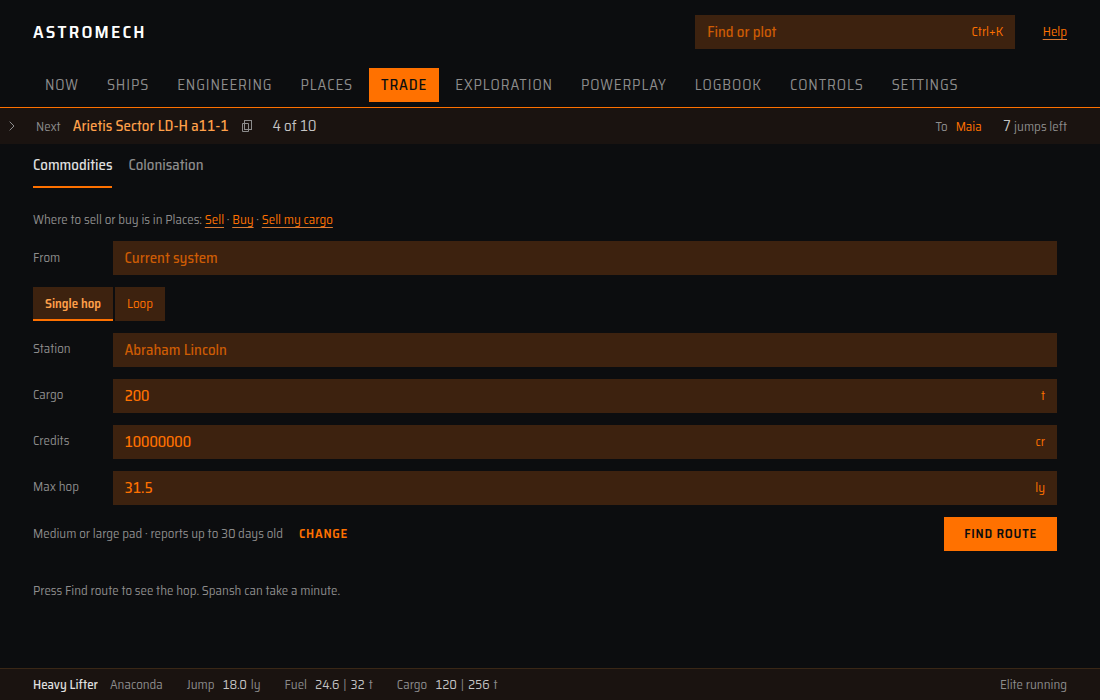 ASTROMECH
Find or plot Ctrl+K Help
NOW SHIPS ENGINEERING PLACES TRADE EXPLORATION POWERPLAY LOGBOOK CONTROLS SETTINGS
Next Arietis Sector LD-H a11-1 4 of 10 To Maia 7 jumps left
Commodities Colonisation
Where to sell or buy is in Places: Sell · Buy · Sell my cargo
From Current system
Single hop Loop
Station Abraham Lincoln
Cargo 200 t
Credits 10000000 cr
Max hop 31.5 ly
Medium or large pad · reports up to 30 days old CHANGE FIND ROUTE
Press Find route to see the hop. Spansh can take a minute.
Heavy Lifter Anaconda Jump 18.0 ly Fuel 24.6 | 32 t Cargo 120 | 256 t Elite running